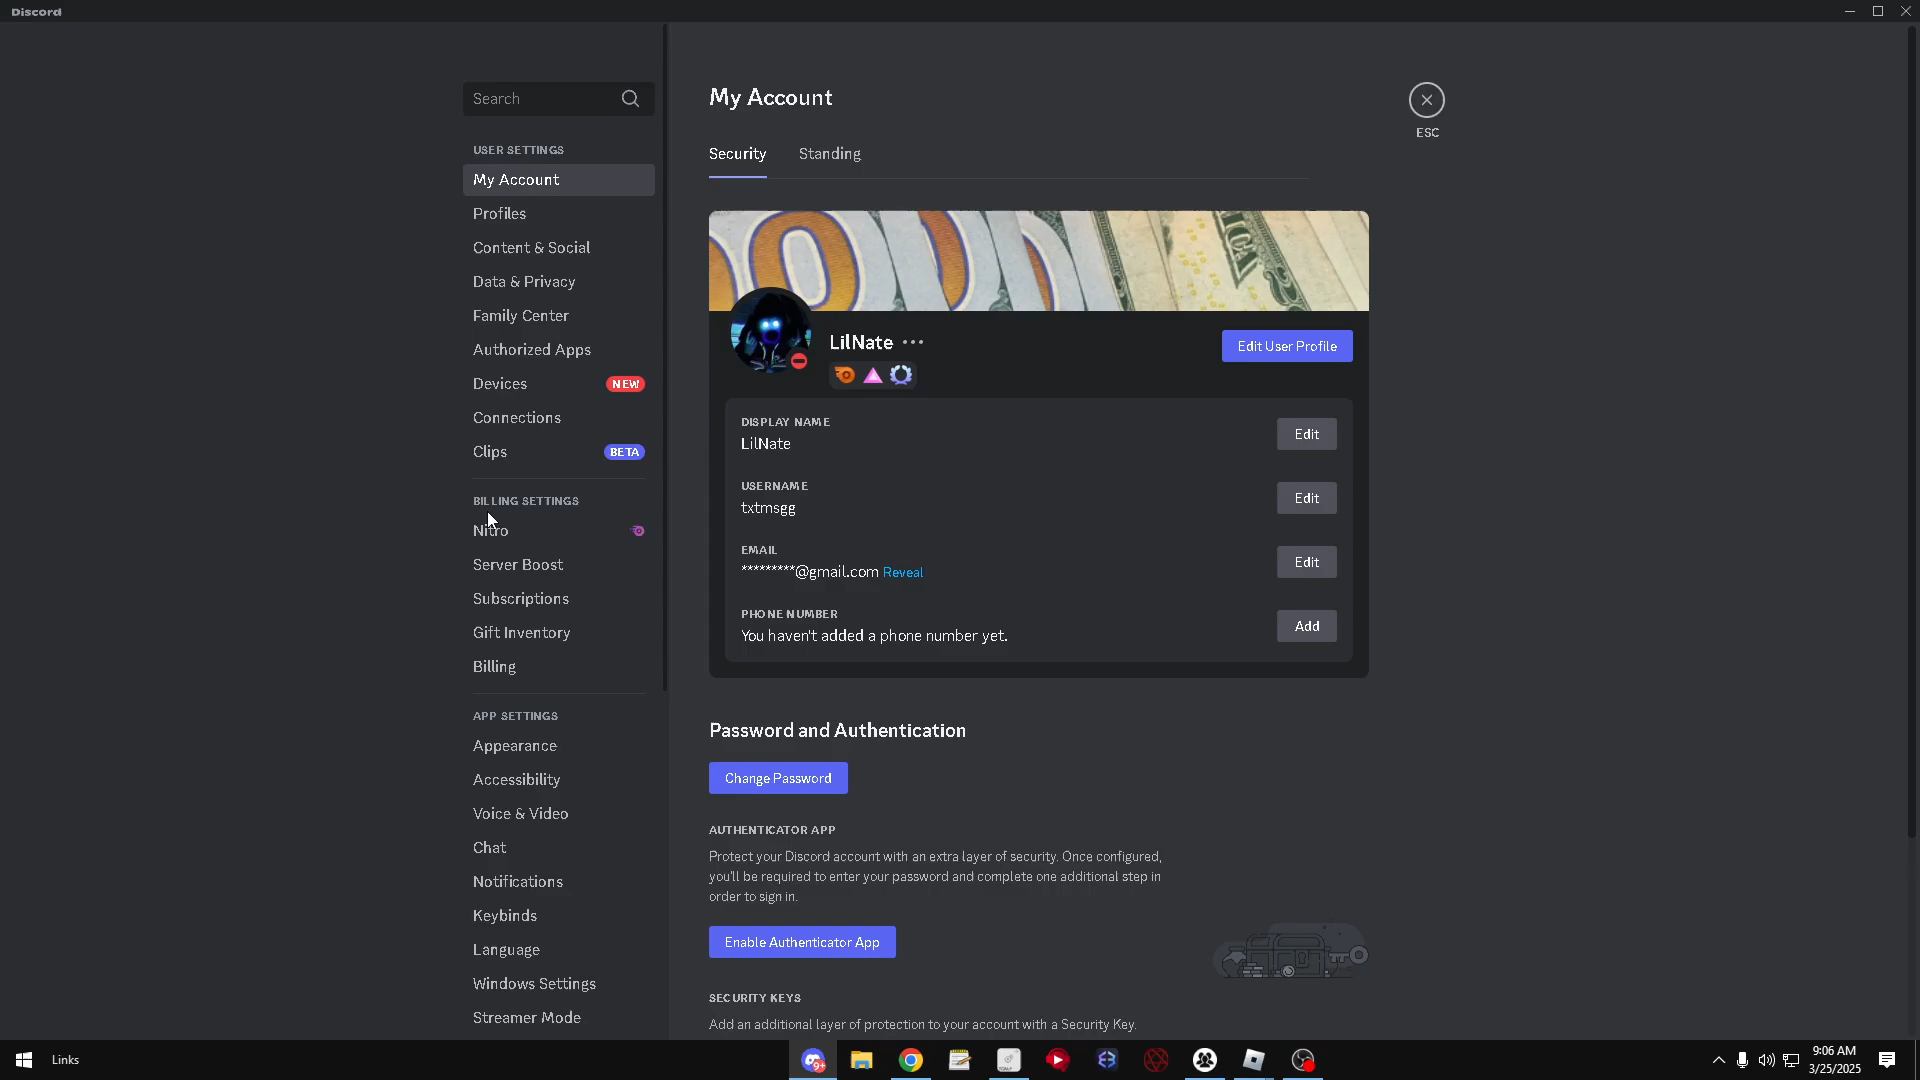 Discord
Search
USER SETTINGS
My Account
Profiles
Content & Social
Data & Privacy
Family Center
Authorized Apps
Devices NEW
Connections
Clips BETA
BILLING SETTINGS
Nitro
Server Boost
Subscriptions
Gift Inventory
Billing
APP SETTINGS
Appearance
Accessibility
Voice & Video
Chat
Notifications
Keybinds
Language
Windows Settings
Streamer Mode
My Account
ESC
Security Standing
LilNate
Edit User Profile
DISPLAY NAME
LilNate
Edit
USERNAME
txtmsgg
Edit
EMAIL
*********@gmail.com Reveal
Edit
PHONE NUMBER
You haven't added a phone number yet.
Add
Password and Authentication
Change Password
AUTHENTICATOR APP
Protect your Discord account with an extra layer of security. Once configured,
you'll be required to enter your password and complete one additional step in
order to sign in.
Enable Authenticator App
SECURITY KEYS
Add an additional layer of protection to your account with a Security Key.
Links
9+
9:06 AM
3/25/2025